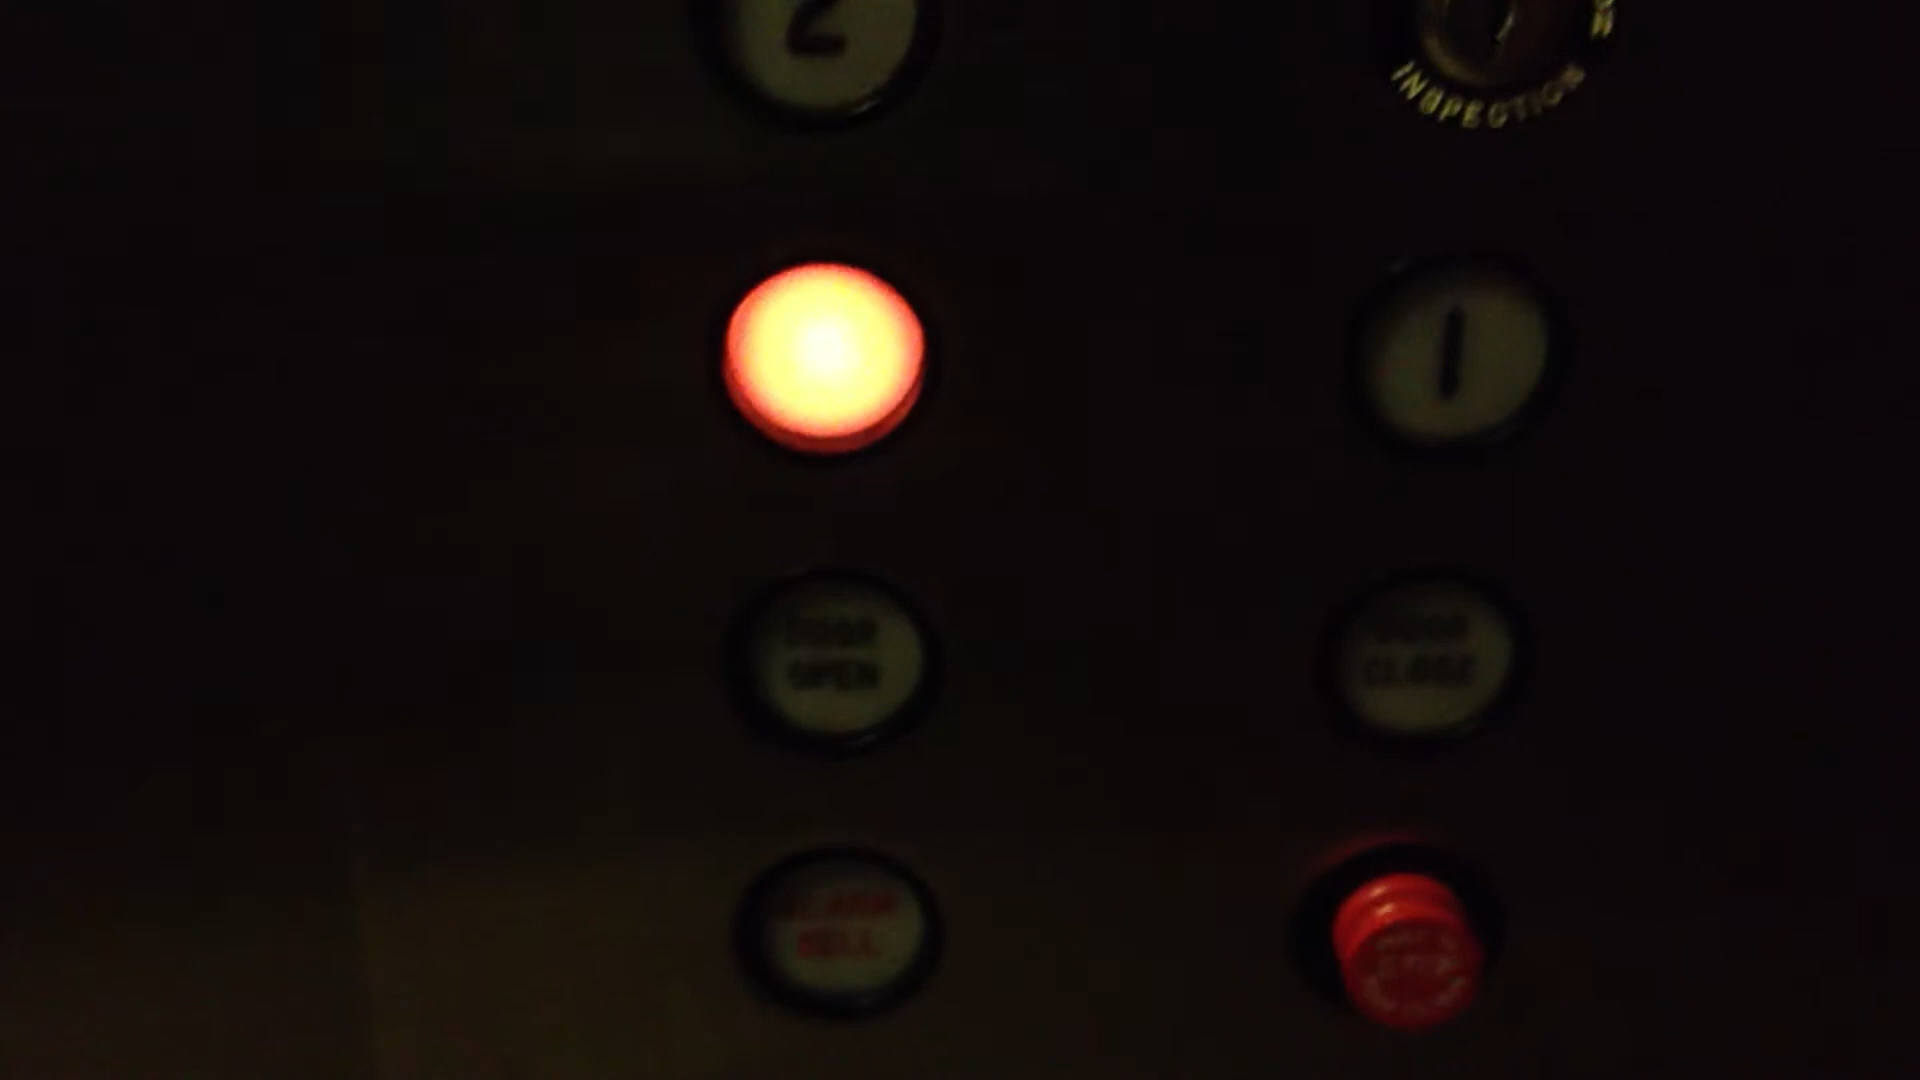 2
INSPECTION
1
DOOR
OPEN
DOOR
CLOSE
ALARM
BELL